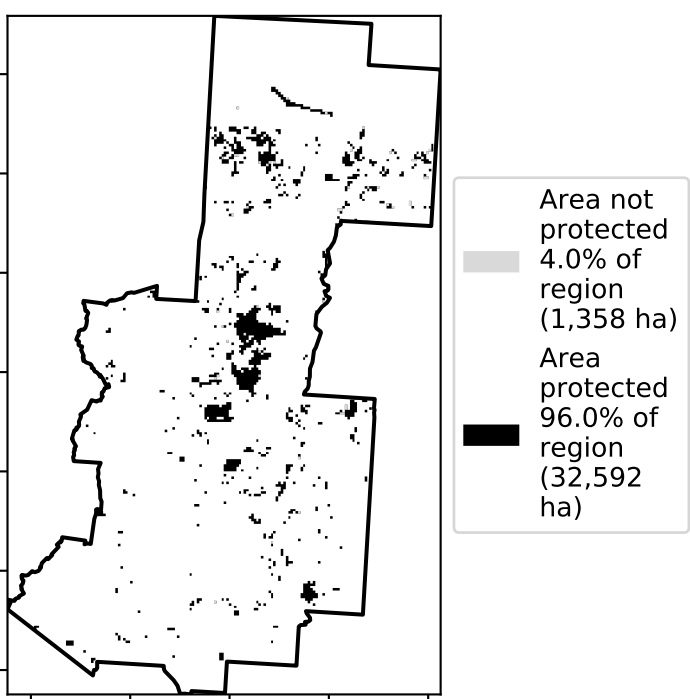 Area not
protected
4.0% of
region
(1,358 ha)
Area
protected
96.0% of
region
(32,592
ha)